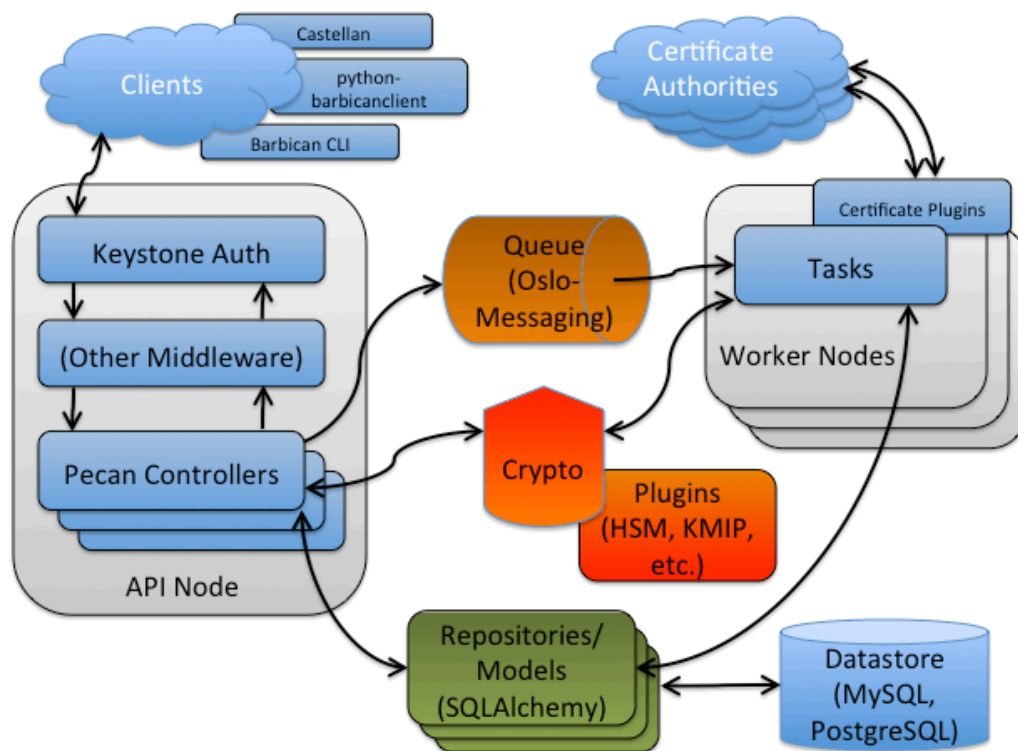 Castellan
Clients
python-
barbicanclient
Barbican CLI
Certificate
Authorities
Certificate Plugins
Keystone Auth
Queue
(Oslo-
Messaging)
Tasks
(Other Middleware)
Worker Nodes
Pecan Controllers
Crypto
Plugins
(HSM, KMIP,
etc.)
API Node
Repositories/
Models
(SQLAlchemy)
Datastore
(MySQL,
PostgreSQL)